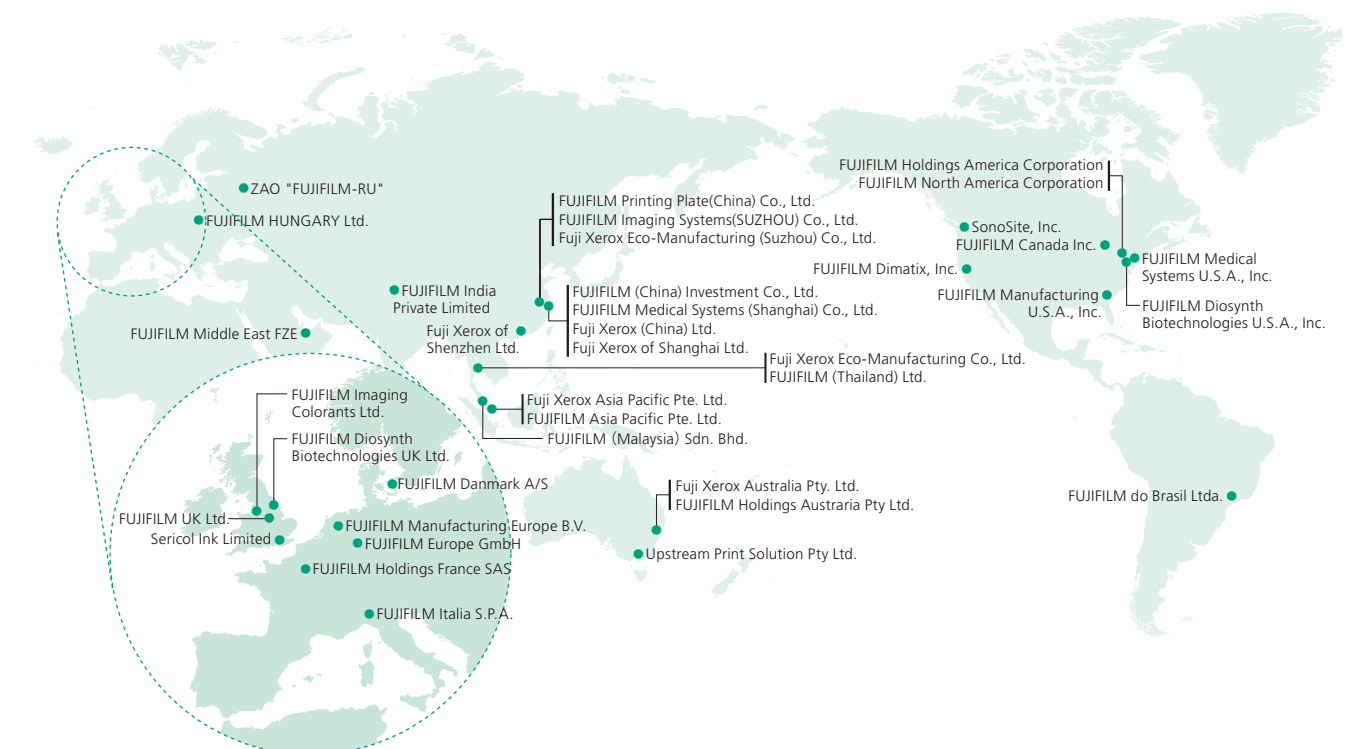 ZAO "FUJIFILM-RU"
FUJIFILM HUNGARY Ltd.
FUJIFILM India
Private Limited
FUJIFILM Middle East FZE
FUJIFILM Printing Plate(China) Co., Ltd.
FUJIFILM Imaging Systems(SUZHOU) Co., Ltd.
Fuji Xerox Eco-Manufacturing (Suzhou) Co., Ltd.
FUJIFILM (China) Investment Co., Ltd.
FUJIFILM Medical Systems (Shanghai) Co., Ltd.
Fuji Xerox (China) Ltd.
Fuji Xerox of Shanghai Ltd.
Fuji Xerox of
Shenzhen Ltd.
Fuji Xerox Eco-Manufacturing Co., Ltd.
FUJIFILM (Thailand) Ltd.
Fuji Xerox Asia Pacific Pte. Ltd.
FUJIFILM Asia Pacific Pte. Ltd.
FUJIFILM (Malaysia) Sdn. Bhd.
Fuji Xerox Australia Pty. Ltd.
FUJIFILM Holdings Austraria Pty Ltd.
Upstream Print Solution Pty Ltd.
FUJIFILM Holdings America Corporation
FUJIFILM North America Corporation
SonoSite, Inc.
FUJIFILM Canada Inc.
FUJIFILM Dimatix, Inc.
FUJIFILM Medical
Systems U.S.A., Inc.
FUJIFILM Manufacturing
U.S.A., Inc.
FUJIFILM Diosynth
Biotechnologies U.S.A., Inc.
FUJIFILM do Brasil Ltda.
FUJIFILM Imaging
Colorants Ltd.
FUJIFILM Diosynth
Biotechnologies UK Ltd.
FUJIFILM Danmark A/S
FUJIFILM UK Ltd.
Sericol Ink Limited
FUJIFILM Manufacturing Europe B.V.
FUJIFILM Europe GmbH
FUJIFILM Holdings France SAS
FUJIFILM Italia S.P.A.